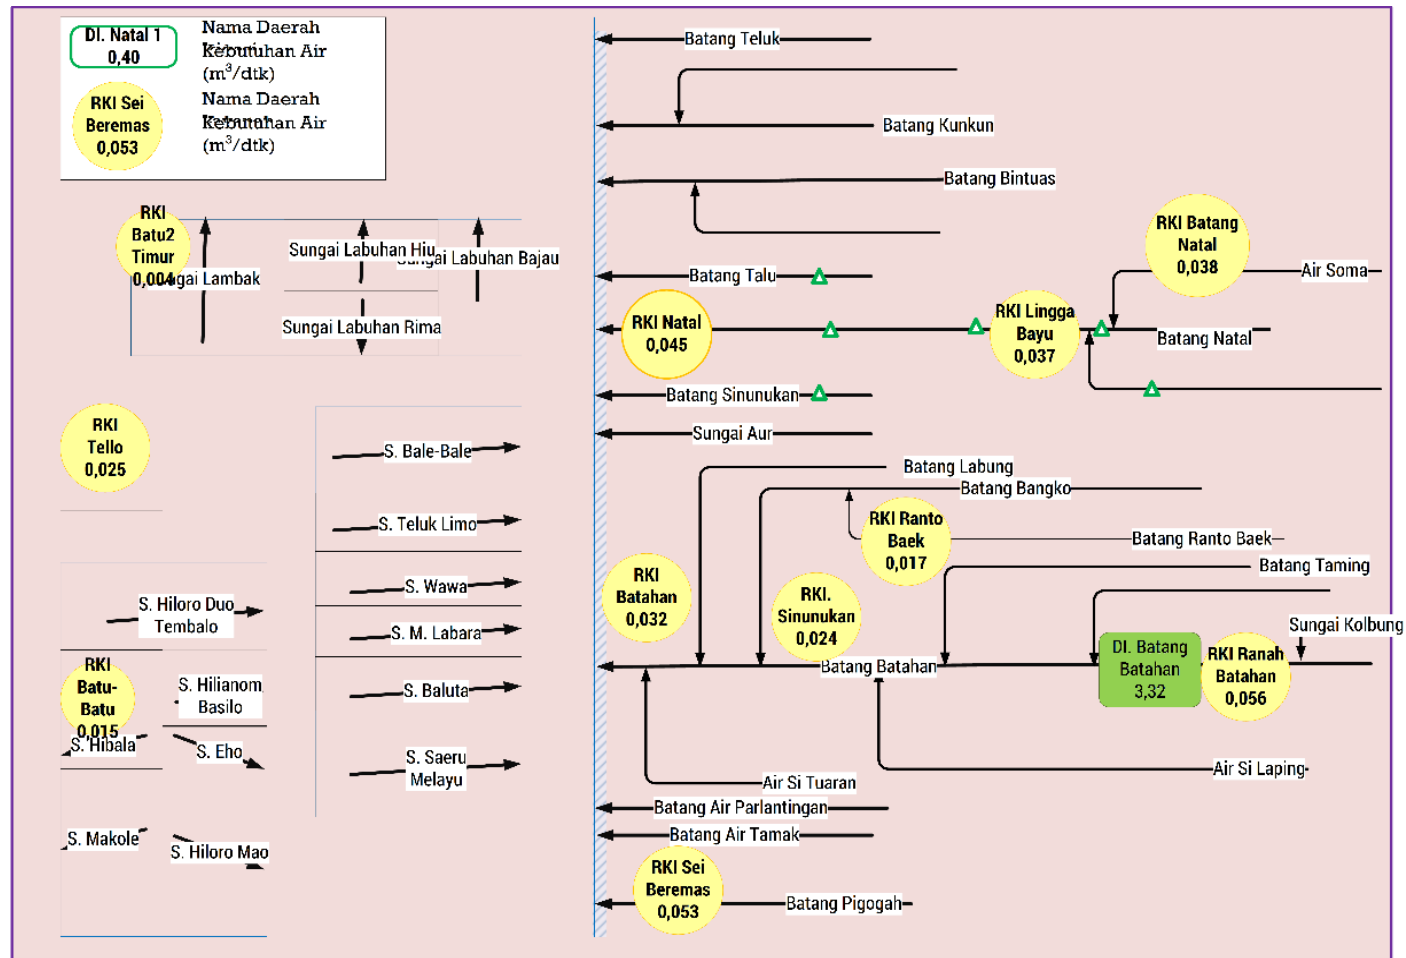 DI. Natal 1
0,40
Nama Daerah
Kebutuhan Air
(m³/dtk)
RKI Sei
Beremas
0,053
Nama Daerah
Kebutuhan Air
(m³/dtk)
RKI
Batu2
Timur
0,004
Sungai Lambak
Sungai Labuhan Hiu
Sungai Labuhan Bajau
Sungai Labuhan Rima
RKI
Tello
0,025
S. Bale-Bale
S. Teluk Limo
S. Wawa
S. M. Labara
S. Baluta
S. Saeru
Melayu
S. Hiloro Duo
Tembalo
RKI
Batu-
Batu
0,015
S. Hilianom
Basilo
S. Hibala
S. Eho
S. Makole
S. Hiloro Mao
Batang Teluk
Batang Kunkun
Batang Bintuas
Batang Talu
RKI Batang
Natal
0,038
Air Soma
RKI Natal
0,045
RKI Lingga
Bayu
0,037
Batang Natal
Batang Sinunukan
Sungai Aur
Batang Labung
Batang Bangko
RKI Ranto
Baek
0,017
Batang Ranto Baek
Batang Taming
RKI
Batahan
0,032
RKI.
Sinunukan
0,024
Sungai Kolbung
Batang Batahan
DI. Batang
Batahan
3,32
RKI Ranah
Batahan
0,056
Air Si Tuaran
Air Si Laping
Batang Air Parlantingan
Batang Air Tamak
RKI Sei
Beremas
0,053
Batang Pigogah